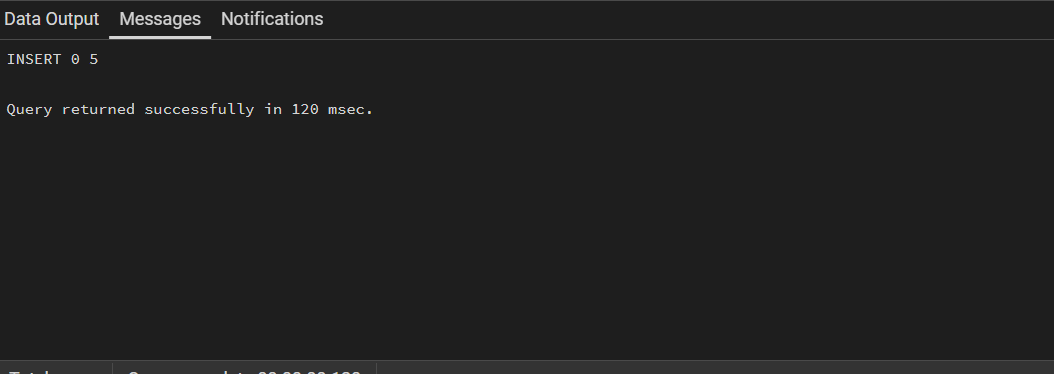 Data Output Messages Notifications
INSERT 0 5
Query returned successfully in 120 msec.